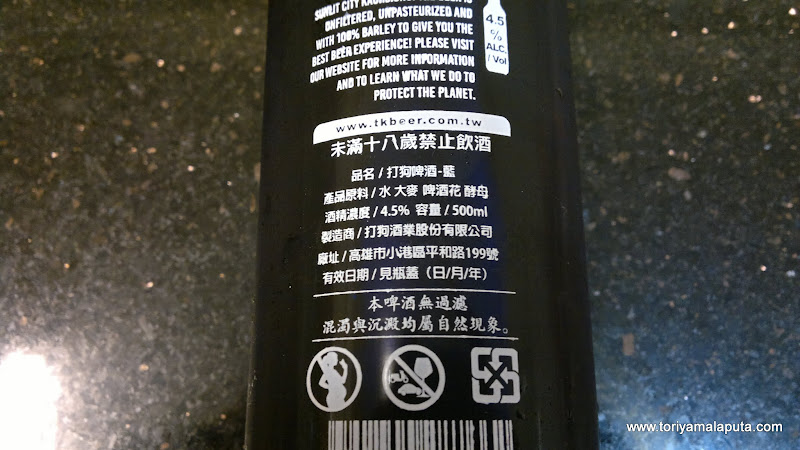 SUNLIT CITY KAOHSIUNG. THE BEER IS
UNFILTERED, UNPASTEURIZED AND
WITH 100% BARLEY TO GIVE YOU THE
BEST BEER EXPERIENCE! PLEASE VISIT
OUR WEBSITE FOR MORE INFORMATION
AND TO LEARN WHAT WE DO TO
PROTECT THE PLANET.
4.5
%
ALC.
/ Vol
www.tkbeer.com.tw
未滿十八歲禁止飲酒
品名 / 打狗啤酒-藍
產品原料 / 水 大麥 啤酒花 酵母
酒精濃度 / 4.5% 容量 / 500ml
製造商 / 打狗酒業股份有限公司
廠址 / 高雄市小港區平和路199號
有效日期 / 見瓶蓋（日/月/年）
本啤酒無過濾
混濁與沉澱均屬自然現象。
www.toriyamalaputa.com